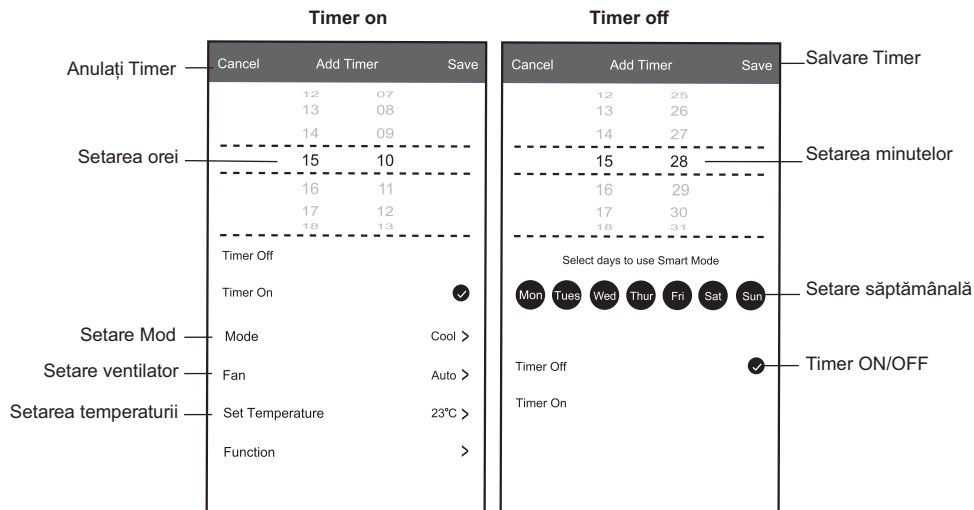 Timer on
Timer off
Anulați Timer
Cancel Add Timer Save
Cancel Add Timer Save
Salvare Timer
12 07
13 08
14 09
15 10
16 11
17 12
18 13
Setarea orei
12 25
13 26
14 27
15 28
16 29
17 30
18 31
Setarea minutelor
Timer Off
Timer On
Setare Mod
Mode Cool >
Setare ventilator
Fan Auto >
Setarea temperaturii
Set Temperature 23°C >
Function >
Select days to use Smart Mode
Mon Tues Wed Thur Fri Sat Sun
Setare săptămânală
Timer Off
Timer ON/OFF
Timer On